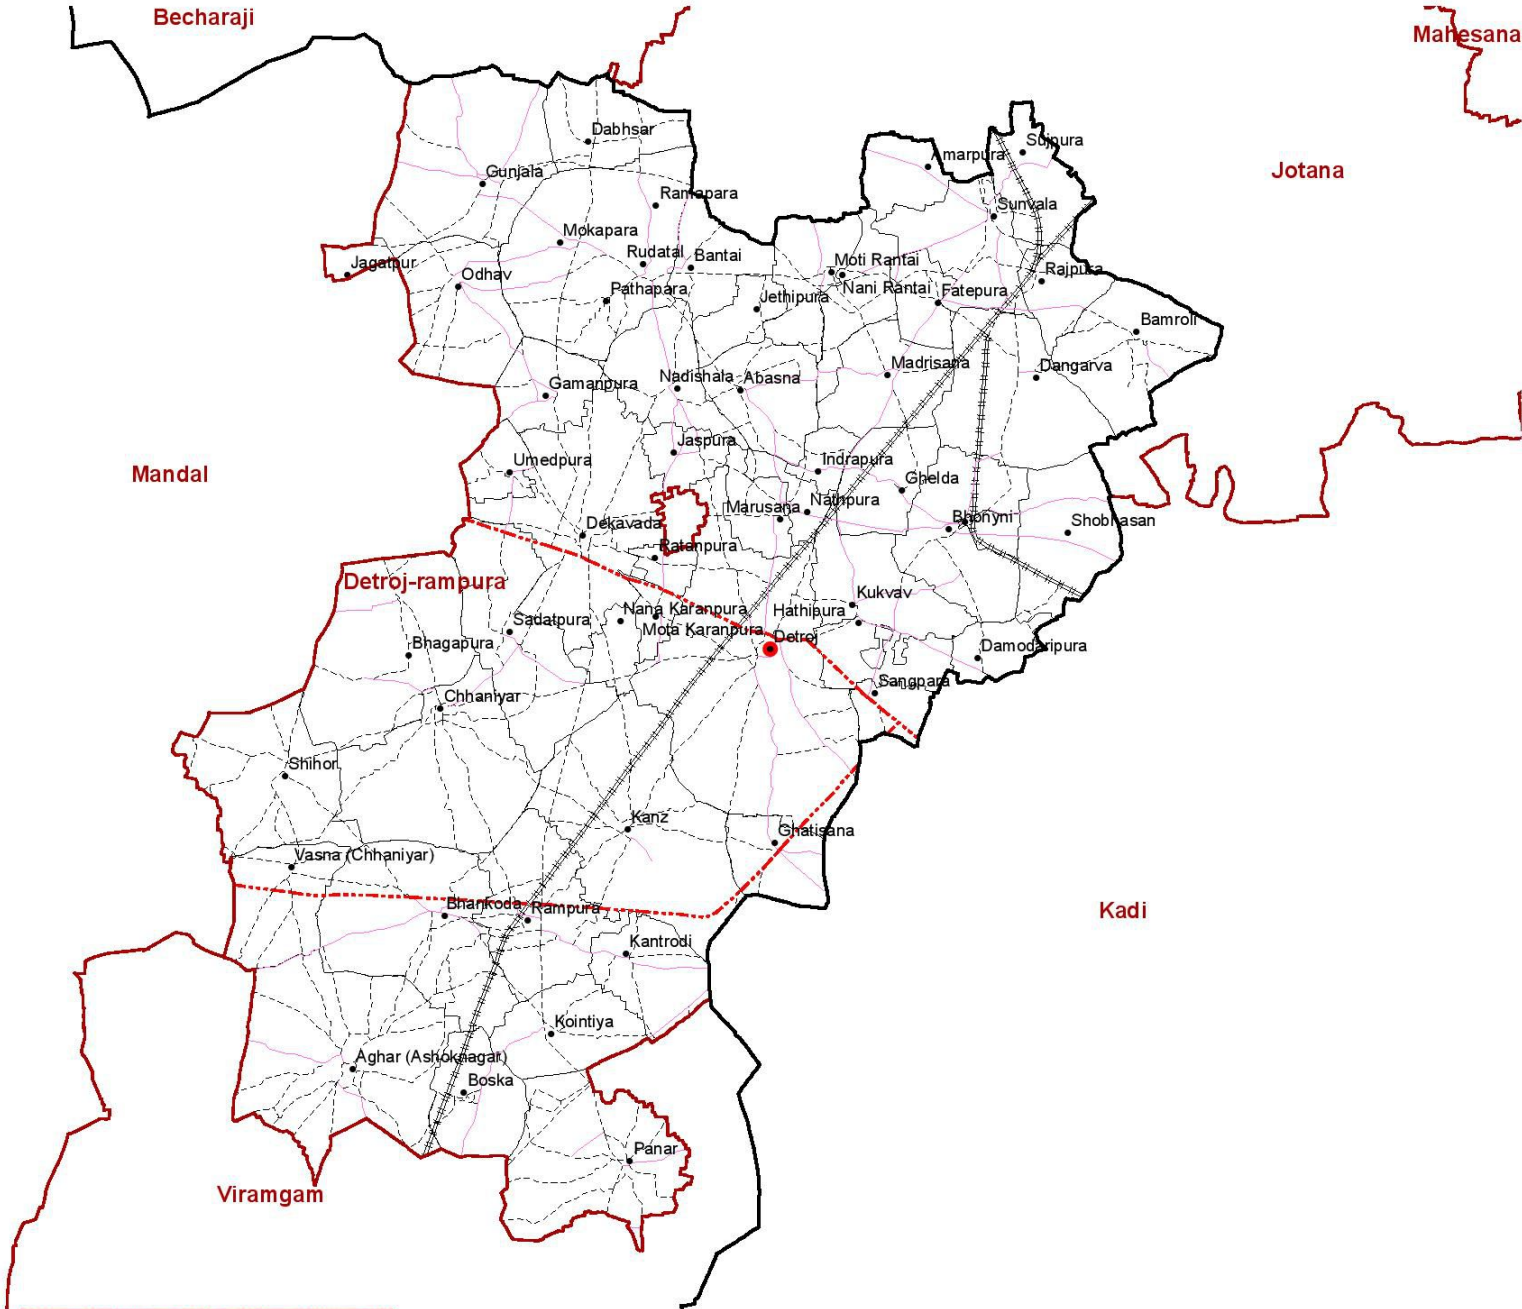 Becharaji
Mahesana
Dabhsar
Sujpura
Amarpura
Jotana
Gunjala
Ramapara
Sunvala
Mokapara
Rudatal
Bantai
Moti Rantai
Jagatpur
Odhav
Rajpura
Pathapara
Jethipura
Nani Rantai
Fatepura
Bamroli
Madrisana
Dangarva
Gamanpura
Nadishala
Abasna
Jaspura
Umedpura
Indrapura
Mandal
Ghelda
Marusana
Nathpura
Dekavada
Bhonyni
Shobhasan
Ratanpura
Detroj-rampura
Kukvav
Nana Karanpura
Hathipura
Sadatpura
Mota Karanpura
Detroj
Bhagapura
Damodaripura
Sangpara
Chhaniyar
Shihor
Kanz
Ghatisana
Vasna (Chhaniyar)
Bhankoda
Rampura
Kadi
Kantrodi
Kointiya
Aghar (Ashoknagar)
Boska
Panar
Viramgam